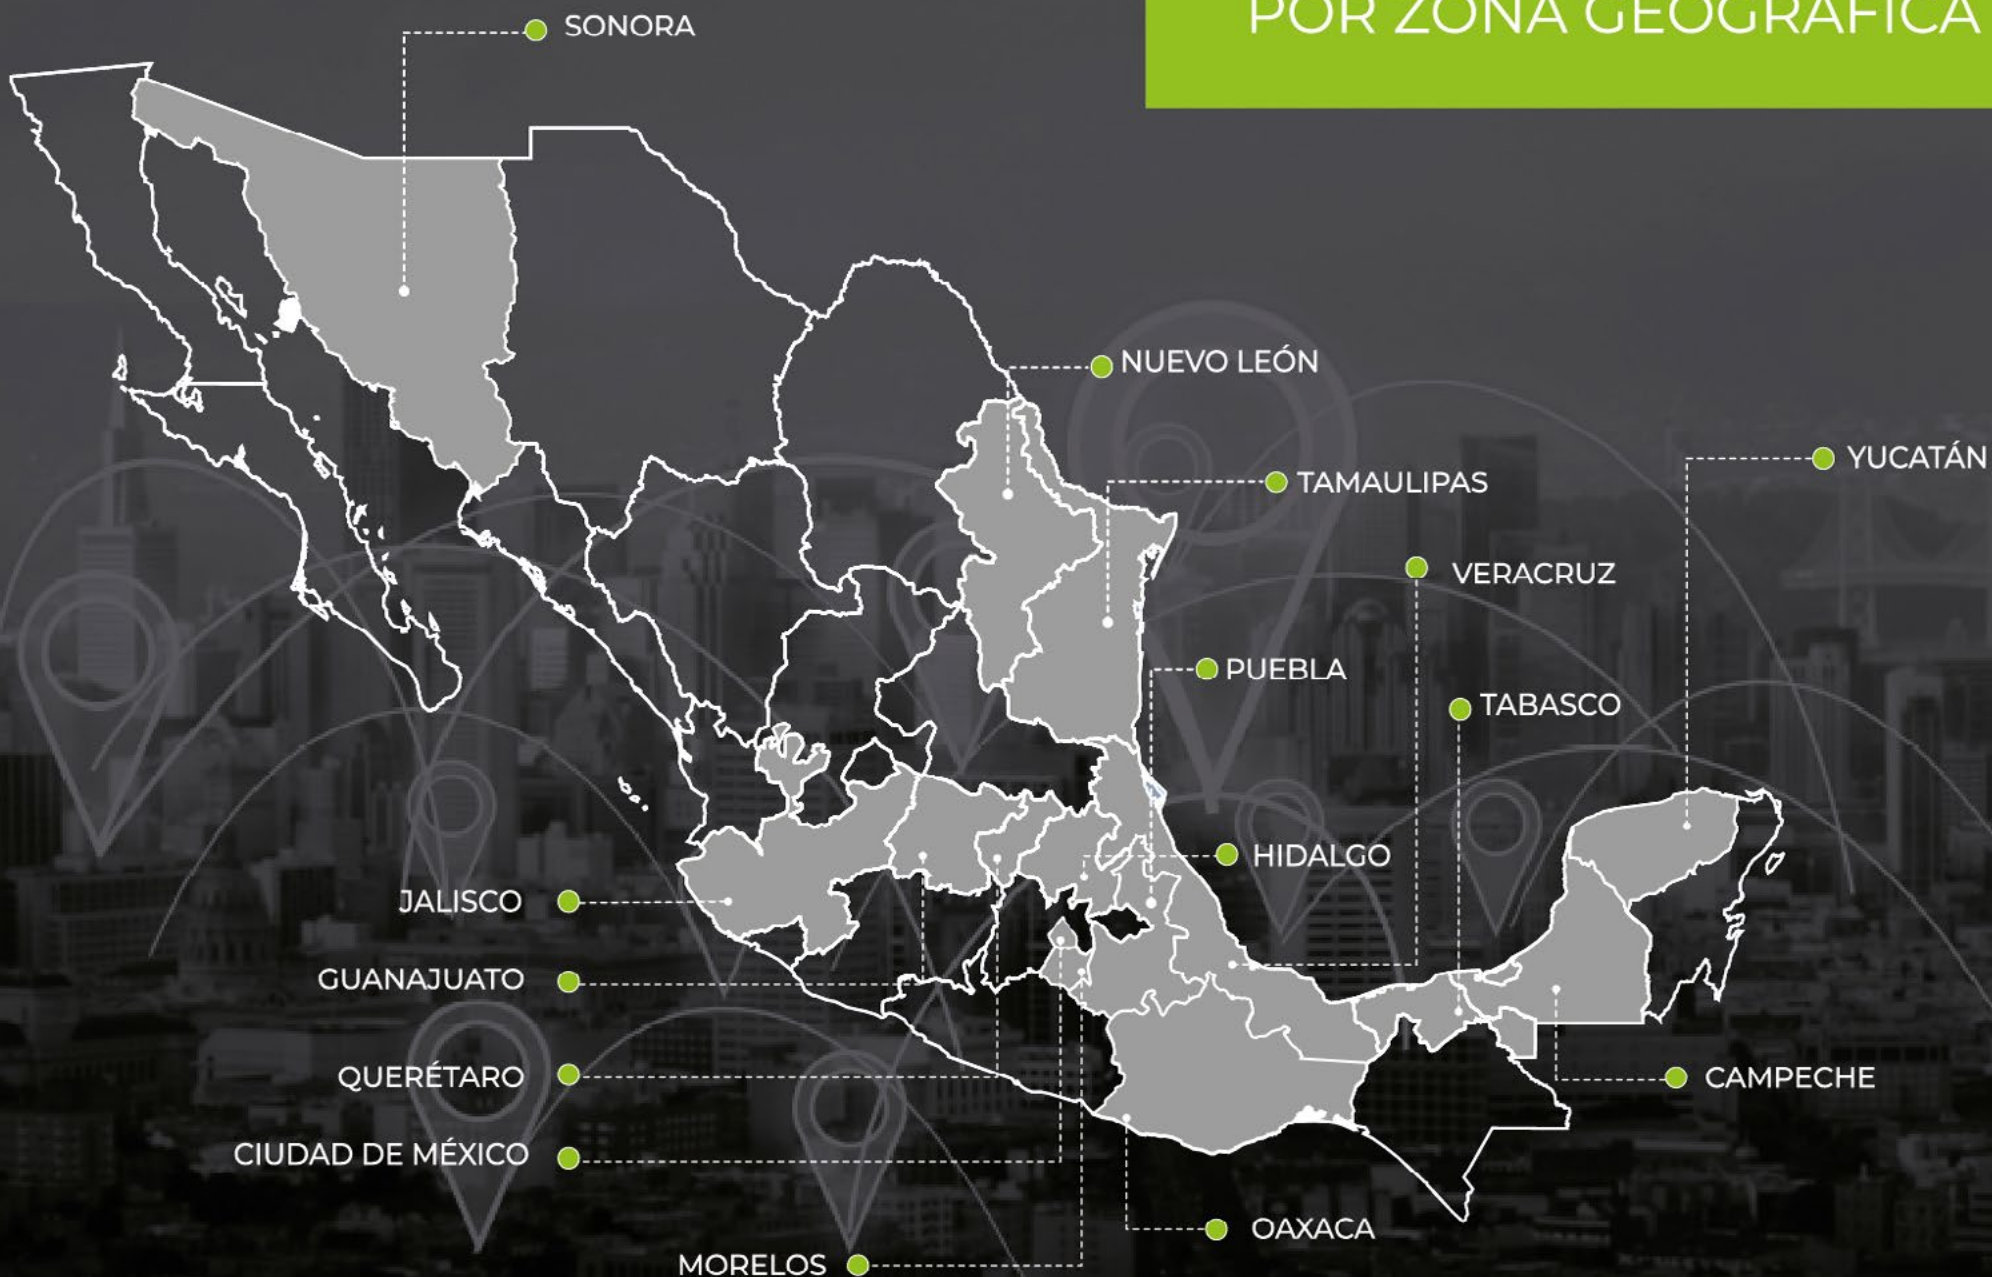 POR ZONA GEOGRÁFICA
SONORA
NUEVO LEÓN
YUCATÁN
TAMAULIPAS
VERACRUZ
PUEBLA
TABASCO
HIDALGO
JALISCO
GUANAJUATO
QUERÉTARO
CAMPECHE
CIUDAD DE MÉXICO
OAXACA
MORELOS